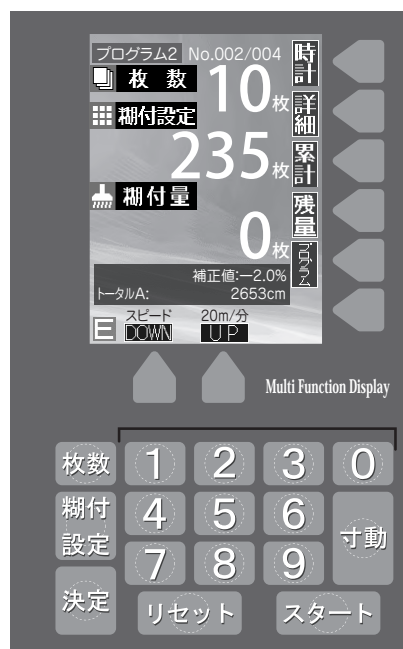 プログラム2 No.002/004
時計
枚数 10枚
詳細
糊付設定
235枚
累計
糊付量
残量
0枚
プログラム
補正値:-2.0%
トータルA: 2653cm
E スピード 20m/分
DOWN UP
Multi Function Display
枚数 1 2 3 0
糊付設定 4 5 6 寸動
7 8 9
決定 リセット スタート